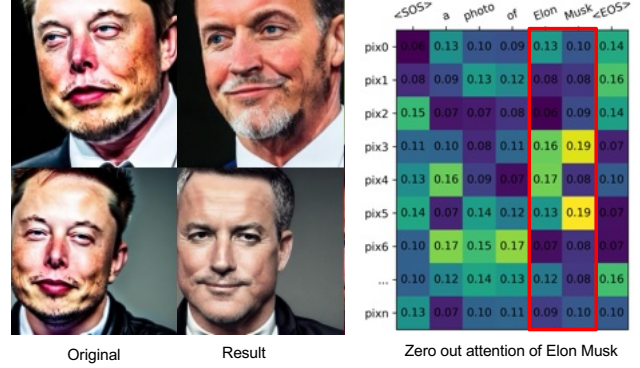 <SOS> a photo of Elon Musk <EOS>
pix0 0.06 0.13 0.10 0.09 0.13 0.10 0.14
pix1 0.08 0.09 0.13 0.12 0.08 0.08 0.16
pix2 0.15 0.07 0.07 0.08 0.06 0.09 0.14
pix3 0.11 0.10 0.08 0.11 0.16 0.19 0.07
pix4 0.13 0.16 0.09 0.07 0.17 0.08 0.10
pix5 0.14 0.07 0.14 0.12 0.13 0.19 0.07
pix6 0.10 0.17 0.15 0.17 0.07 0.08 0.07
... 0.10 0.12 0.14 0.13 0.12 0.08 0.16
pixn 0.13 0.07 0.10 0.11 0.09 0.10 0.10
Original Result Zero out attention of Elon Musk